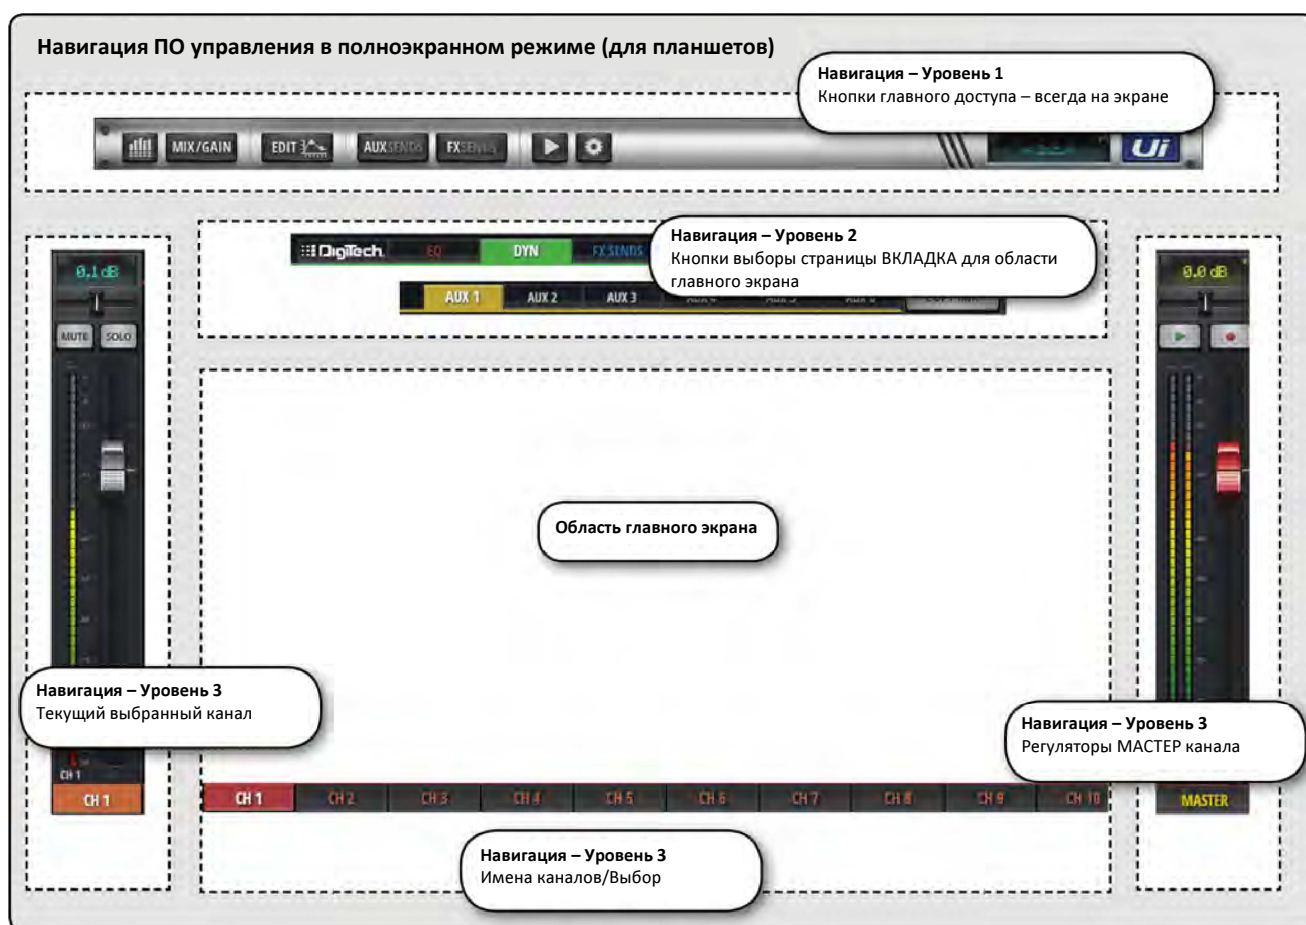 Навигация ПО управления в полноэкранном режиме (для планшетов)
Навигация – Уровень 1
Кнопки главного доступа – всегда на экране
MIX/GAIN EDIT AUX SENDS FX SENDS Ui
Навигация – Уровень 2
Кнопки выборы страницы ВКЛАДКА для области
главного экрана
DigiTech EQ DYN FX SENDS
AUX 1 AUX 2 AUX 3
0.1 dB
MUTE SOLO
0.0 dB
Область главного экрана
Навигация – Уровень 3
Текущий выбранный канал
Навигация – Уровень 3
Регуляторы МАСТЕР канала
CH 1
CH 1 CH 1 CH 2 CH 3 CH 4 CH 5 CH 6 CH 7 CH 8 CH 9 CH 10 MASTER
Навигация – Уровень 3
Имена каналов/Выбор